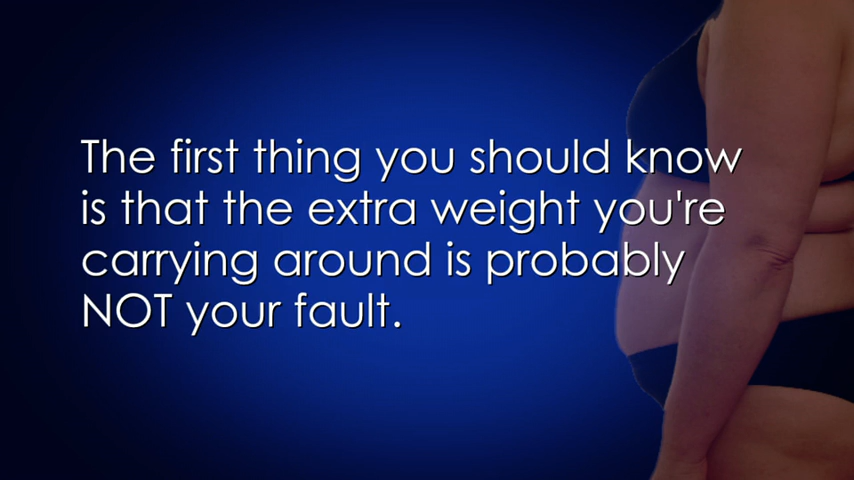 The first thing you should know
is that the extra weight you're
carrying around is probably
NOT your fault.